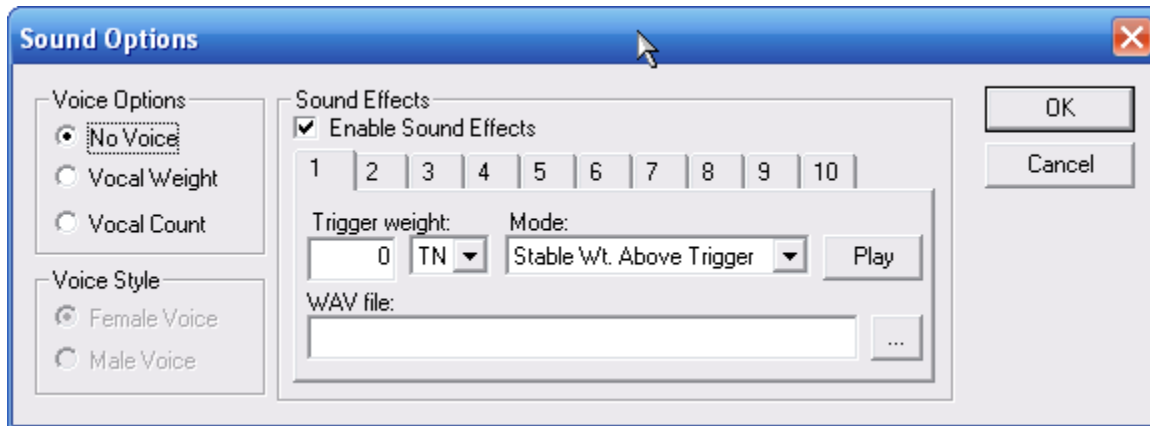 Sound Options
Voice Options
No Voice
Vocal Weight
Vocal Count
Voice Style
Female Voice
Male Voice
Sound Effects
Enable Sound Effects
1 2 3 4 5 6 7 8 9 10
Trigger weight: Mode:
0 TN Stable Wt. Above Trigger Play
WAV file:
...
OK
Cancel